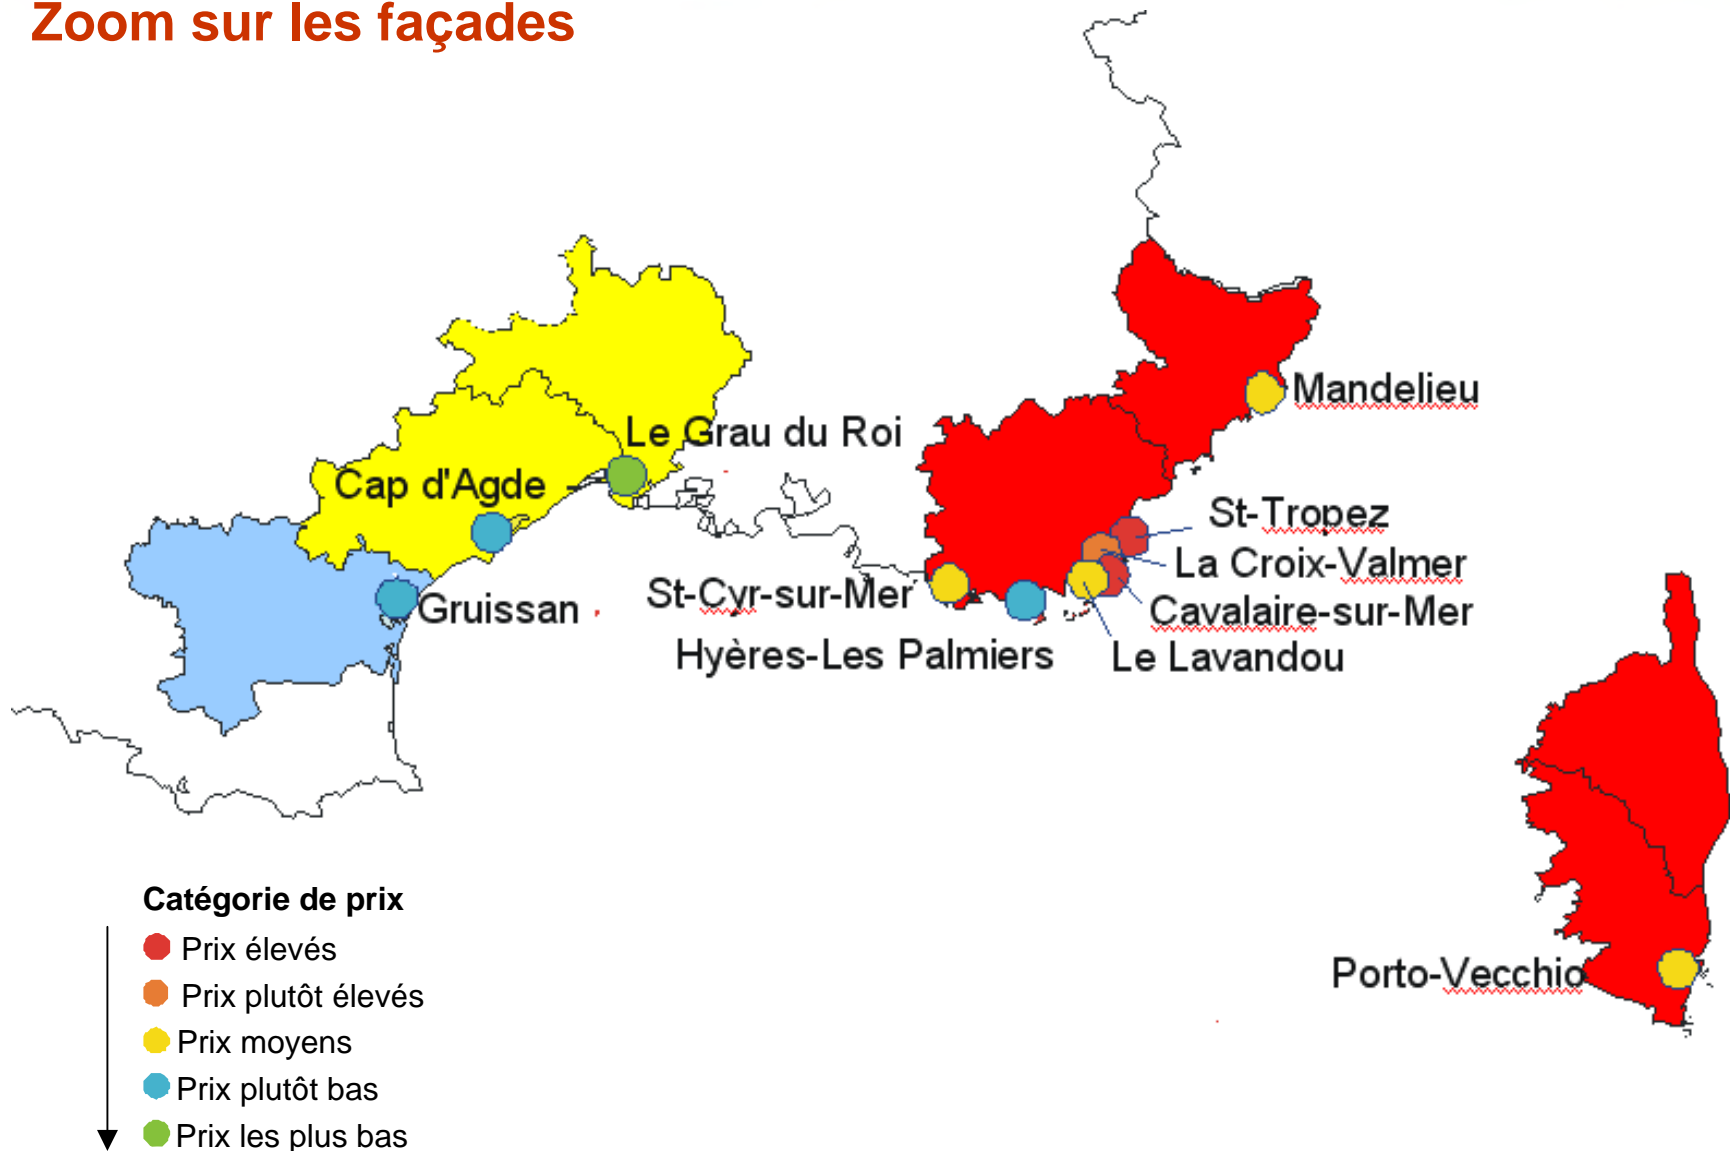 Zoom sur les façades
Mandelieu
Le Grau du Roi
Cap d'Agde
St-Tropez
La Croix-Valmer
St-Cyr-sur-Mer
Gruissan
Cavalaire-sur-Mer
Hyères-Les Palmiers
Le Lavandou
Catégorie de prix
Prix élevés
Porto-Vecchio
Prix plutôt élevés
Prix moyens
Prix plutôt bas
Prix les plus bas